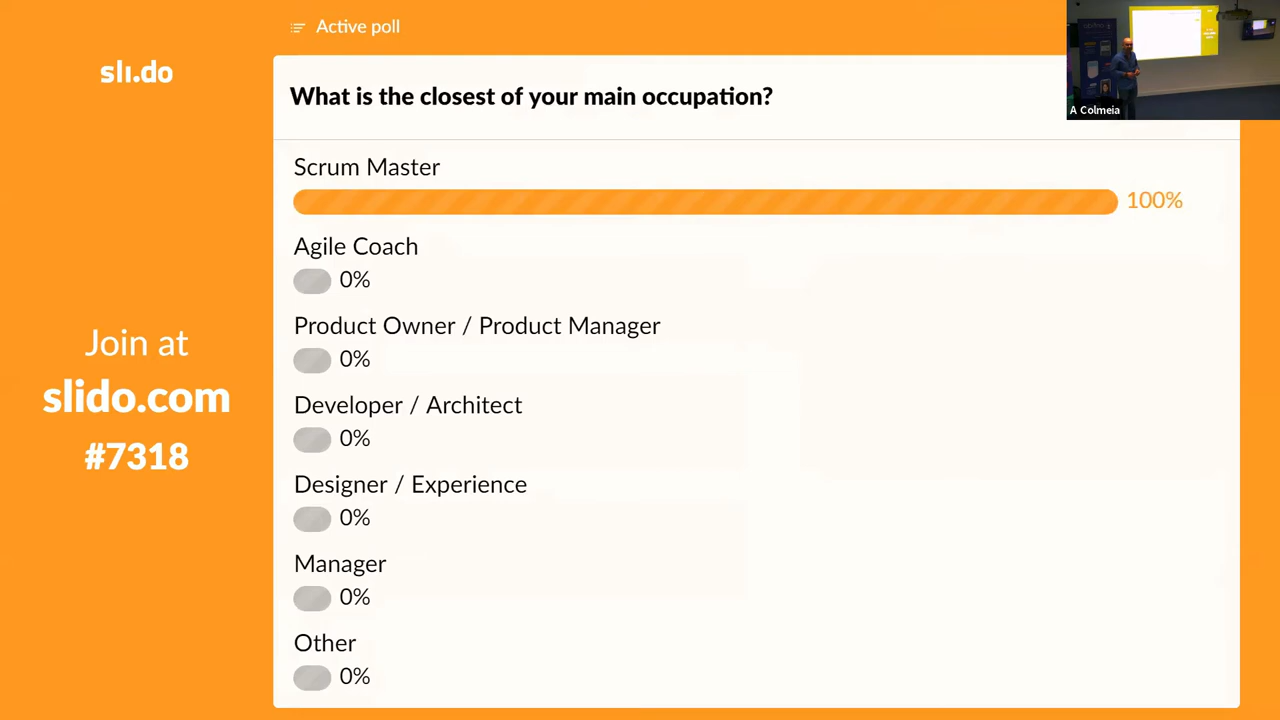 Active poll
sli.do
What is the closest of your main occupation?
A Colmeia
Scrum Master
100%
Agile Coach
0%
Product Owner / Product Manager
0%
Join at
slido.com
#7318
Developer / Architect
0%
Designer / Experience
0%
Manager
0%
Other
0%